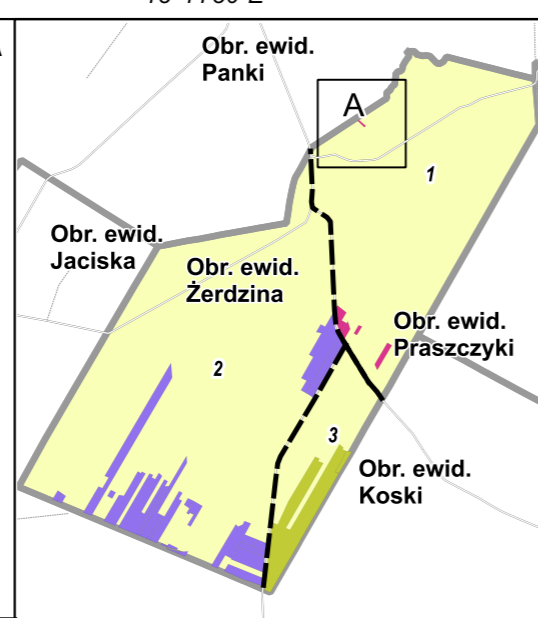 Obr. ewid.
Panki
A
1
Obr. ewid.
Jaciska
Obr. ewid.
Żerdzina
Obr. ewid.
Praszczyki
2
3
Obr. ewid.
Koski